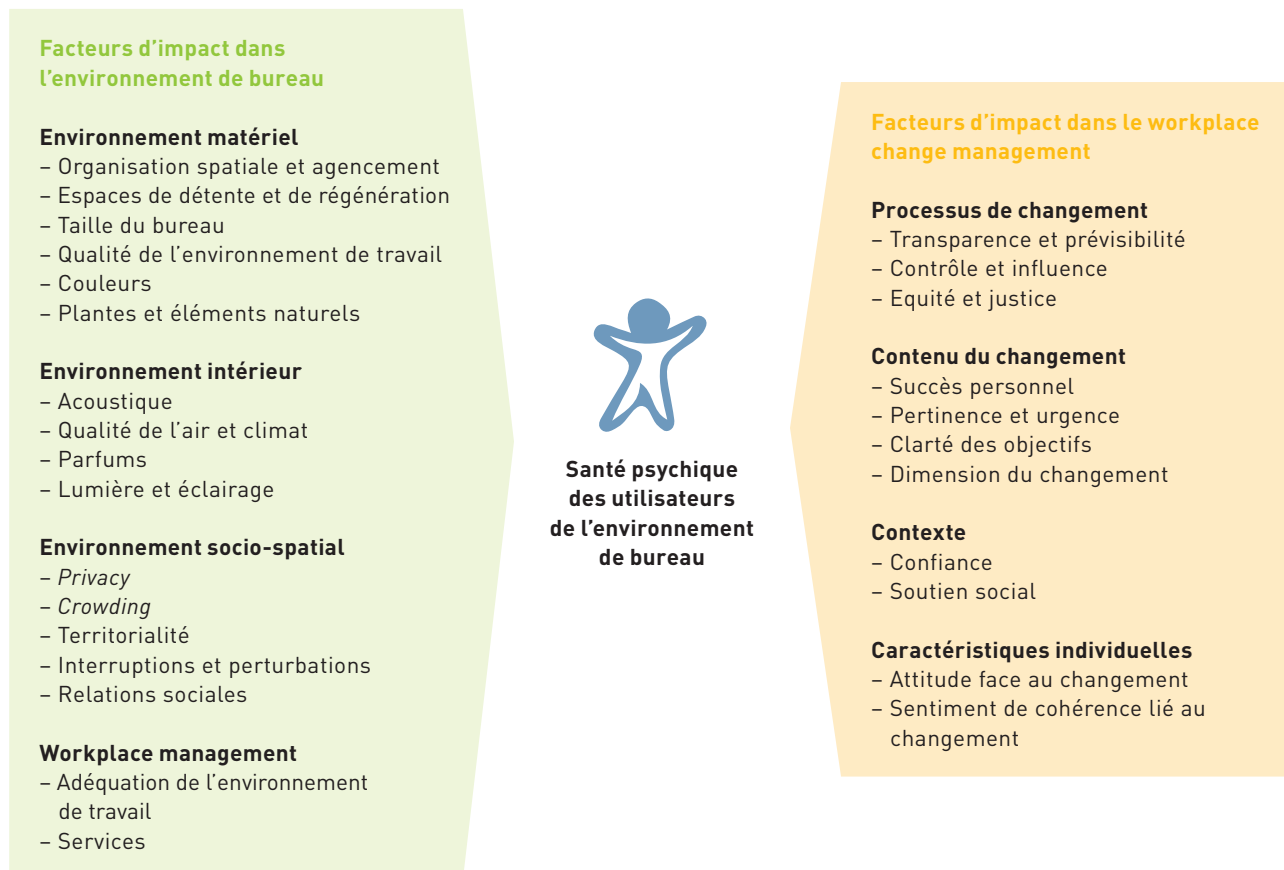 Facteurs d’impact dans
l’environnement de bureau
Environnement matériel
– Organisation spatiale et agencement
– Espaces de détente et de régénération
– Taille du bureau
– Qualité de l’environnement de travail
– Couleurs
– Plantes et éléments naturels
Environnement intérieur
– Acoustique
– Qualité de l’air et climat
– Parfums
– Lumière et éclairage
Environnement socio-spatial
– Privacy
– Crowding
– Territorialité
– Interruptions et perturbations
– Relations sociales
Workplace management
– Adéquation de l’environnement
de travail
– Services
Santé psychique
des utilisateurs
de l’environnement
de bureau
Facteurs d’impact dans le workplace
change management
Processus de changement
– Transparence et prévisibilité
– Contrôle et influence
– Equité et justice
Contenu du changement
– Succès personnel
– Pertinence et urgence
– Clarté des objectifs
– Dimension du changement
Contexte
– Confiance
– Soutien social
Caractéristiques individuelles
– Attitude face au changement
– Sentiment de cohérence lié au
changement